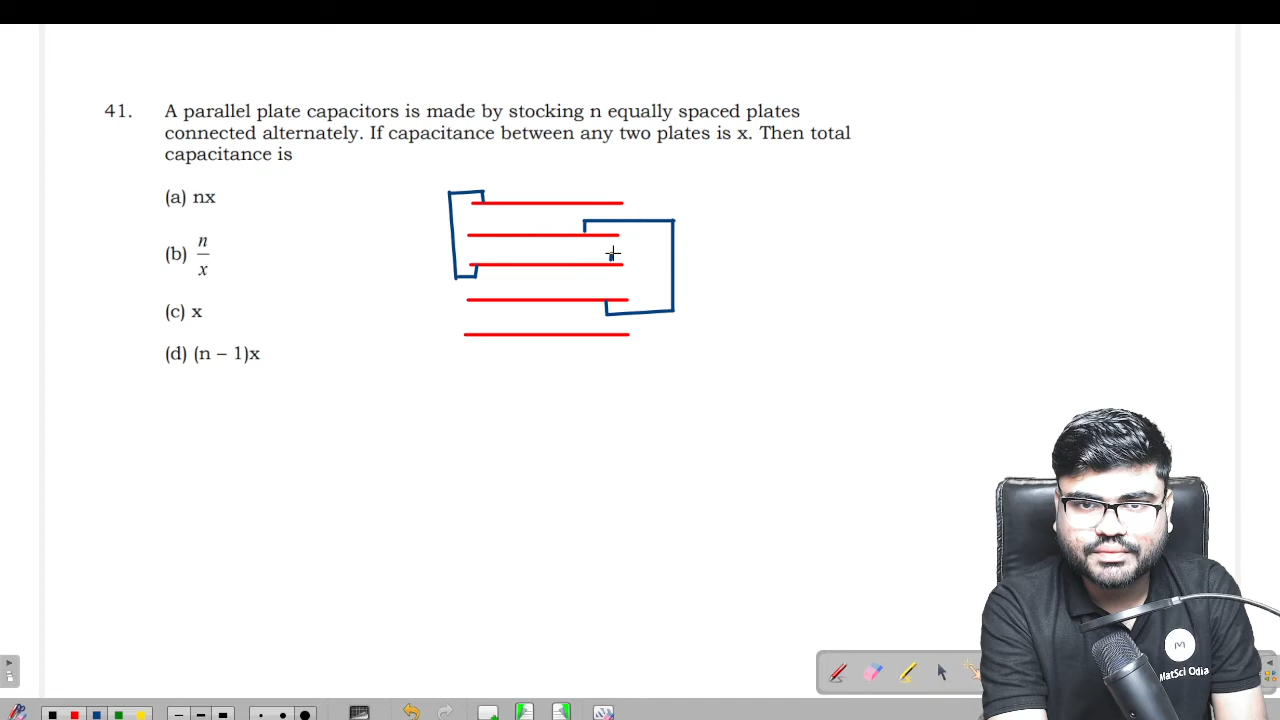 41. A parallel plate capacitors is made by stocking n equally spaced plates
connected alternately. If capacitance between any two plates is x. Then total
capacitance is
(a) nx
(b) n/x
(c) x
(d) (n – 1)x
MatSci Odia